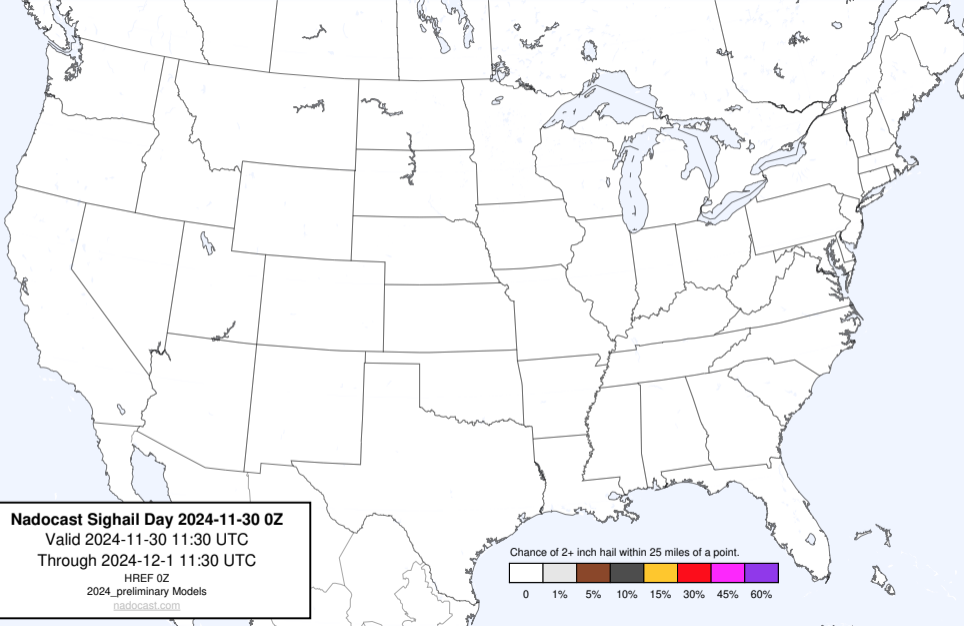 Nadocast Sighail Day 2024-11-30 0Z
Valid 2024-11-30 11:30 UTC
Through 2024-12-1 11:30 UTC
HREF 0Z
2024_preliminary Models
nadocast.com
Chance of 2+ inch hail within 25 miles of a point.
0 1% 5% 10% 15% 30% 45% 60%